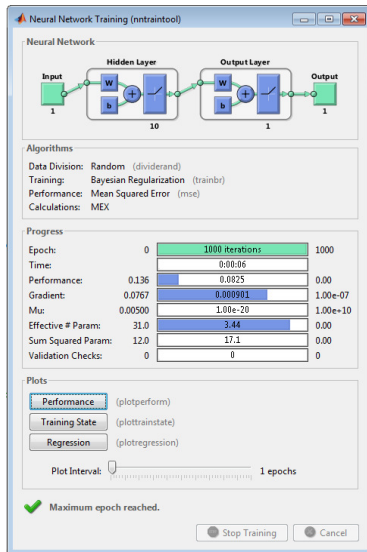 Neural Network Training (nntraintool)
Neural Network
Hidden Layer Output Layer
Input Output
W W
b b
+ +
1 1
10 1
Algorithms
Data Division: Random (dividerand)
Training: Bayesian Regularization (trainbr)
Performance: Mean Squared Error (mse)
Calculations: MEX
Progress
Epoch: 0 1000 iterations 1000
Time: 0:00:06
Performance: 0.136 0.0825 0.00
Gradient: 0.0767 0.000901 1.00e-07
Mu: 0.00500 1.00e-20 1.00e+10
Effective # Param: 31.0 3.44 0.00
Sum Squared Param: 12.0 17.1 0.00
Validation Checks: 0 0 0
Plots
Performance (plotperform)
Training State (plottrainstate)
Regression (plotregression)
Plot Interval: 1 epochs
Maximum epoch reached.
Stop Training Cancel